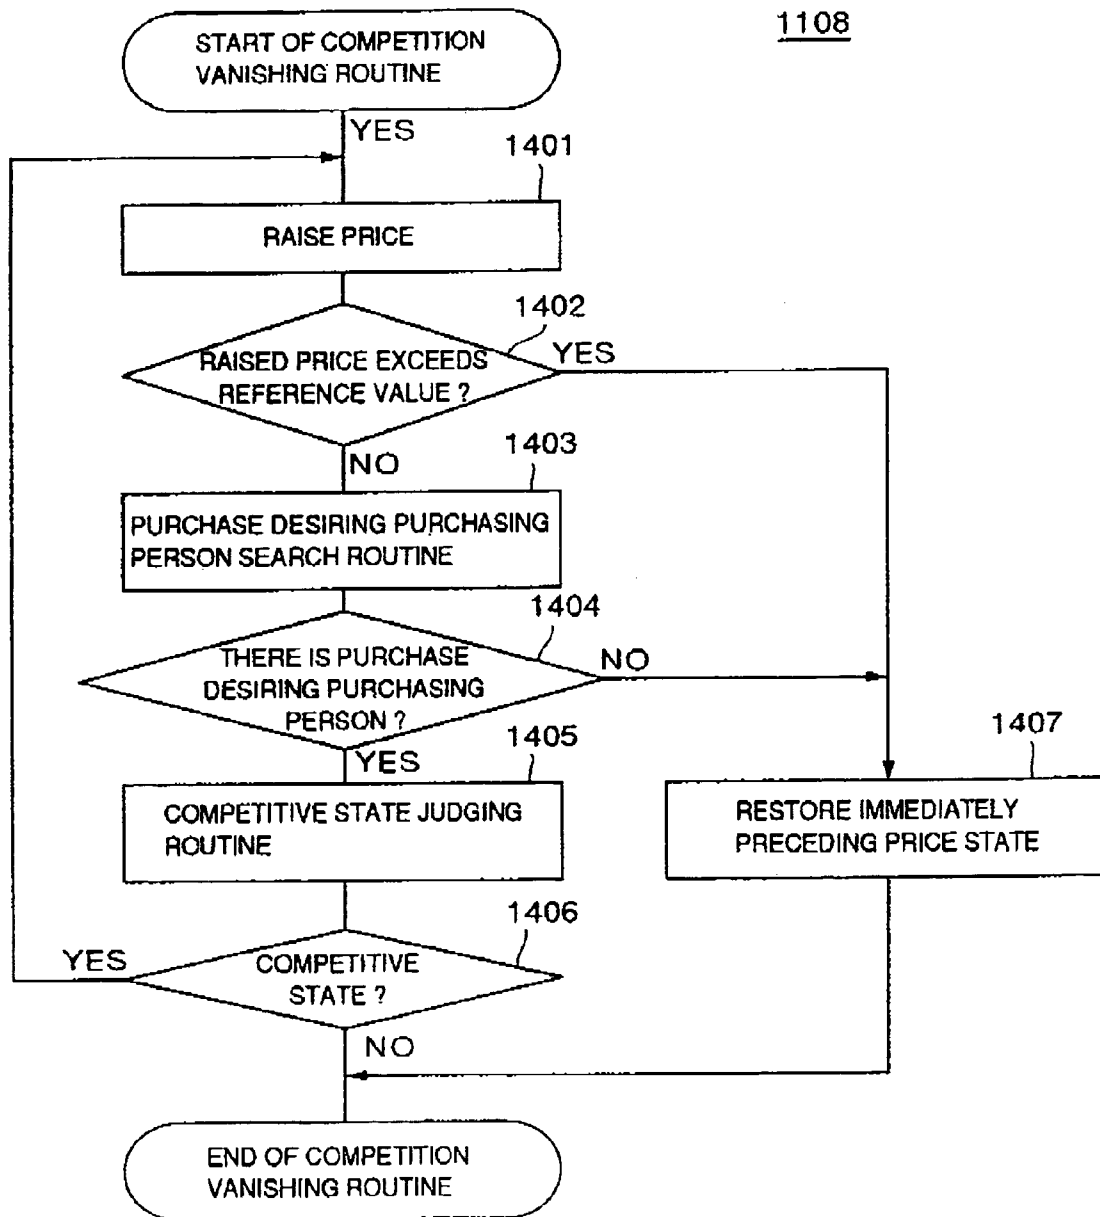 1108
START OF COMPETITION
VANISHING ROUTINE
YES
1401
RAISE PRICE
1402
RAISED PRICE EXCEEDS
REFERENCE VALUE ?
YES
NO
1403
PURCHASE DESIRING PURCHASING
PERSON SEARCH ROUTINE
1404
THERE IS PURCHASE
DESIRING PURCHASING
PERSON ?
NO
YES
1405
COMPETITIVE STATE JUDGING
ROUTINE
1407
RESTORE IMMEDIATELY
PRECEDING PRICE STATE
1406
COMPETITIVE
STATE ?
YES
NO
END OF COMPETITION
VANISHING ROUTINE